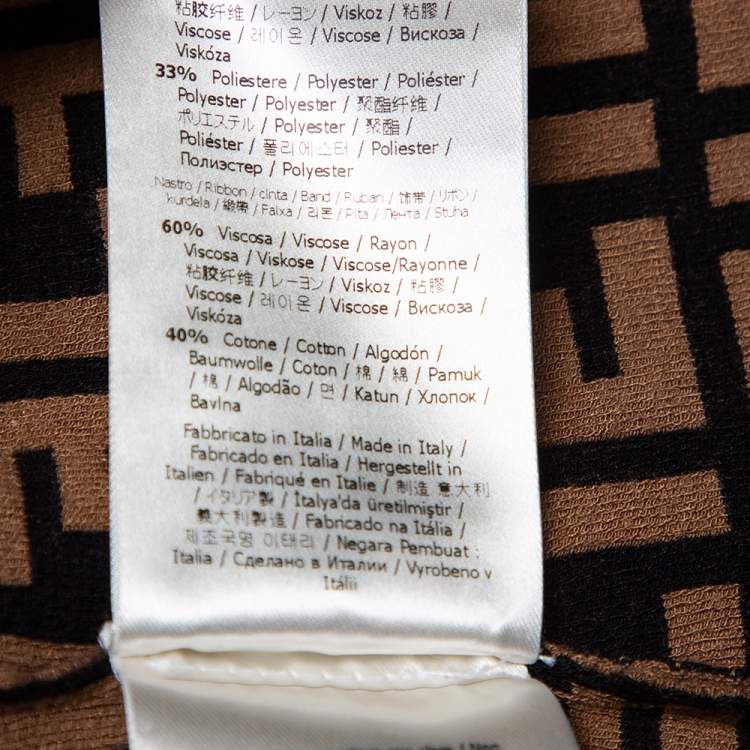 粘胶纤维 / レーヨン / Viskoz / 粘膠 /
Viscose / 레이온 / Viscose / Вискоза /
Viskóza
33% Poliestere / Polyester / Poliéster /
Polyester / Polyester / 聚酯纤维 /
ポリエステル / Polyester / 聚酯 /
Poliéster / 폴리에스터 / Poliester /
Полиэстер / Polyester
Nastro / Ribbon / cinta / Band / Ruban / 饰带 / リボン /
kurdela / 緞帶 / Faixa / 리본 / Pita / Лента / Stuha
60% Viscosa / Viscose / Rayon /
Viscosa / Viskose / Viscose/Rayonne /
粘胶纤维 / レーヨン / Viskoz / 粘膠 /
Viscose / 레이온 / Viscose / Вискоза /
Viskóza
40% Cotone / Cotton / Algodón /
Baumwolle / Coton / 棉 / 綿 / Pamuk
/ 棉 / Algodão / 면 / Katun / Хлопок /
Bavlna
Fabbricato in Italia / Made in Italy /
Fabricado en Italia / Hergestellt in
Italien / Fabriqué en Italie / 制造 意大利
/ イタリア製 / İtalya'da üretilmiştir /
義大利製造 / Fabricado na Itália /
제조국명 이태리 / Negara Pembuat :
Italia / Сделано в Италии / Vyrobeno v
Itálii